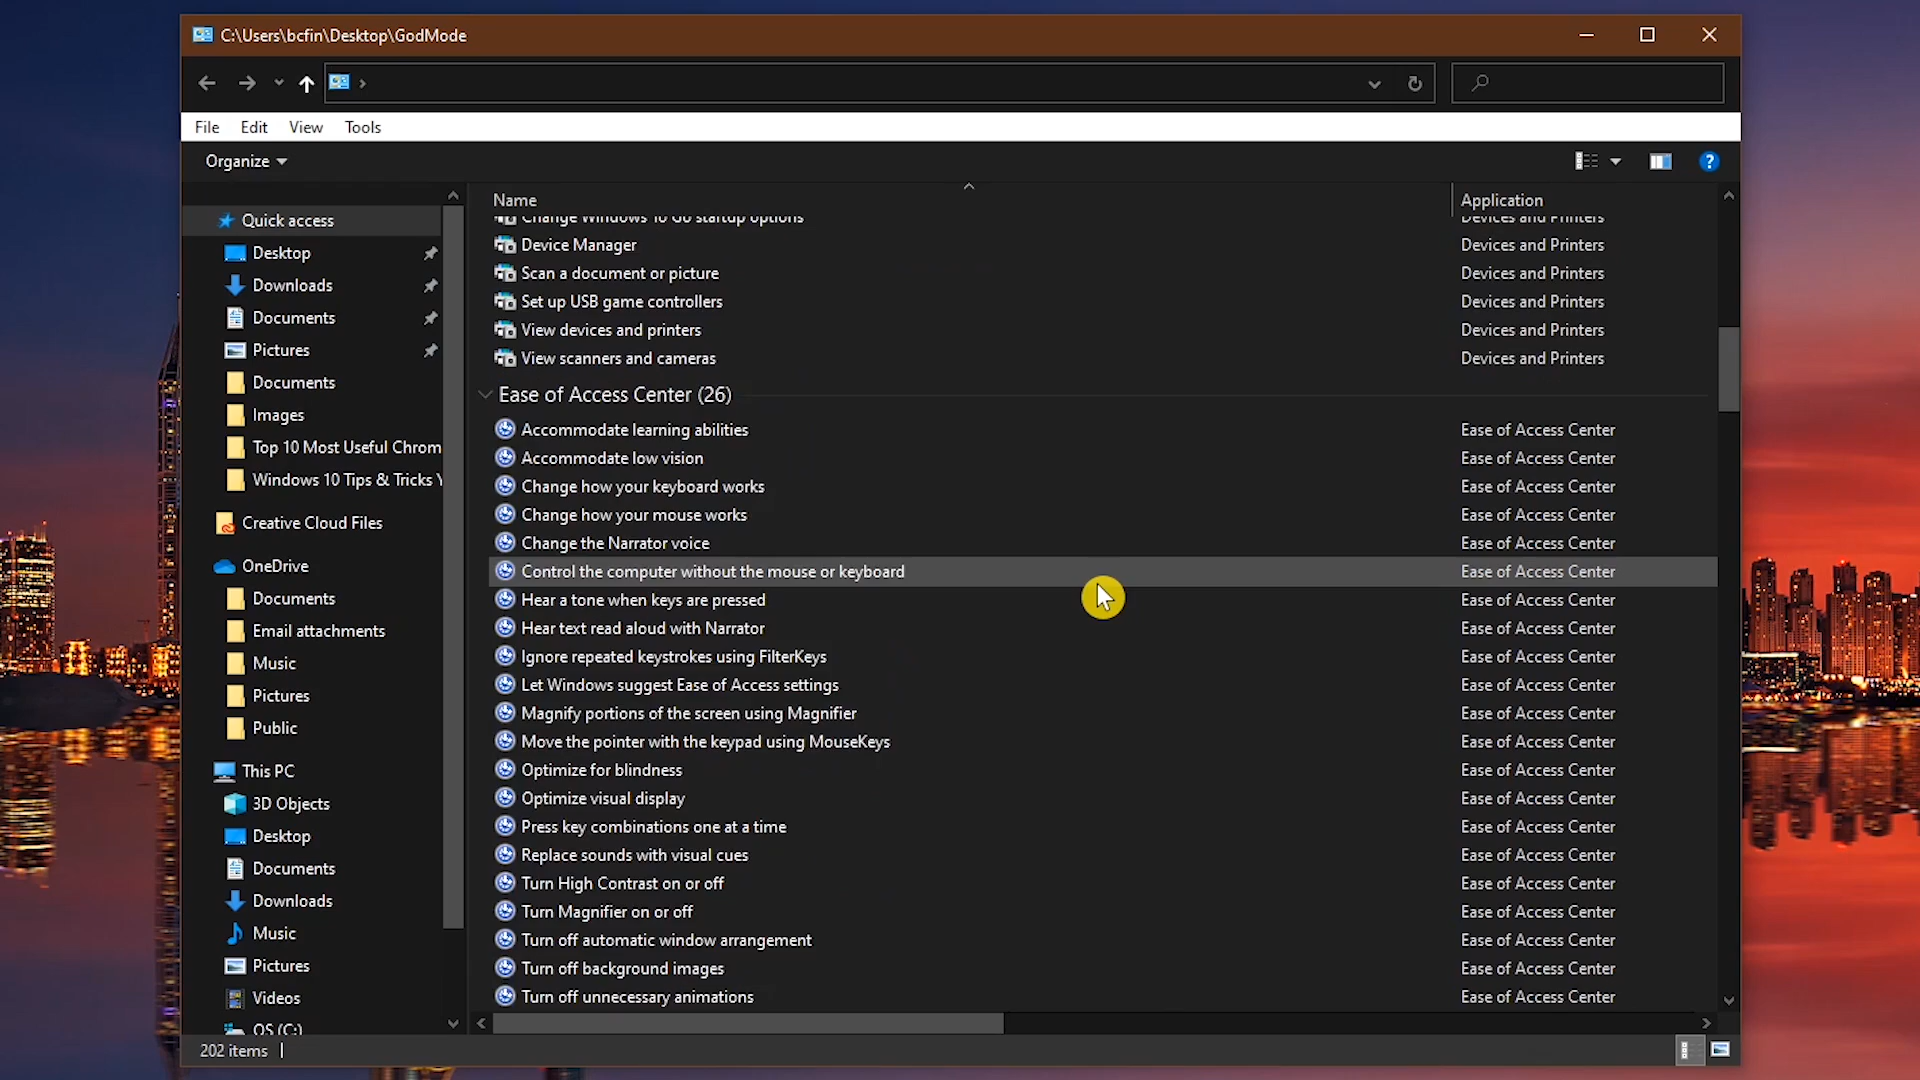 C:\Users\bcfin\Desktop\GodMode
File Edit View Tools
Organize
Name Application
Quick access
Desktop
Downloads
Documents
Pictures
Documents
Images
Top 10 Most Useful Chrom
Windows 10 Tips & Tricks Y
Creative Cloud Files
OneDrive
Documents
Email attachments
Music
Pictures
Public
This PC
3D Objects
Desktop
Documents
Downloads
Music
Pictures
Videos
OS (C:)
Change Windows To Go startup options Devices and Printers
Device Manager Devices and Printers
Scan a document or picture Devices and Printers
Set up USB game controllers Devices and Printers
View devices and printers Devices and Printers
View scanners and cameras Devices and Printers
Ease of Access Center (26)
Accommodate learning abilities Ease of Access Center
Accommodate low vision Ease of Access Center
Change how your keyboard works Ease of Access Center
Change how your mouse works Ease of Access Center
Change the Narrator voice Ease of Access Center
Control the computer without the mouse or keyboard Ease of Access Center
Hear a tone when keys are pressed Ease of Access Center
Hear text read aloud with Narrator Ease of Access Center
Ignore repeated keystrokes using FilterKeys Ease of Access Center
Let Windows suggest Ease of Access settings Ease of Access Center
Magnify portions of the screen using Magnifier Ease of Access Center
Move the pointer with the keypad using MouseKeys Ease of Access Center
Optimize for blindness Ease of Access Center
Optimize visual display Ease of Access Center
Press key combinations one at a time Ease of Access Center
Replace sounds with visual cues Ease of Access Center
Turn High Contrast on or off Ease of Access Center
Turn Magnifier on or off Ease of Access Center
Turn off automatic window arrangement Ease of Access Center
Turn off background images Ease of Access Center
Turn off unnecessary animations Ease of Access Center
202 items